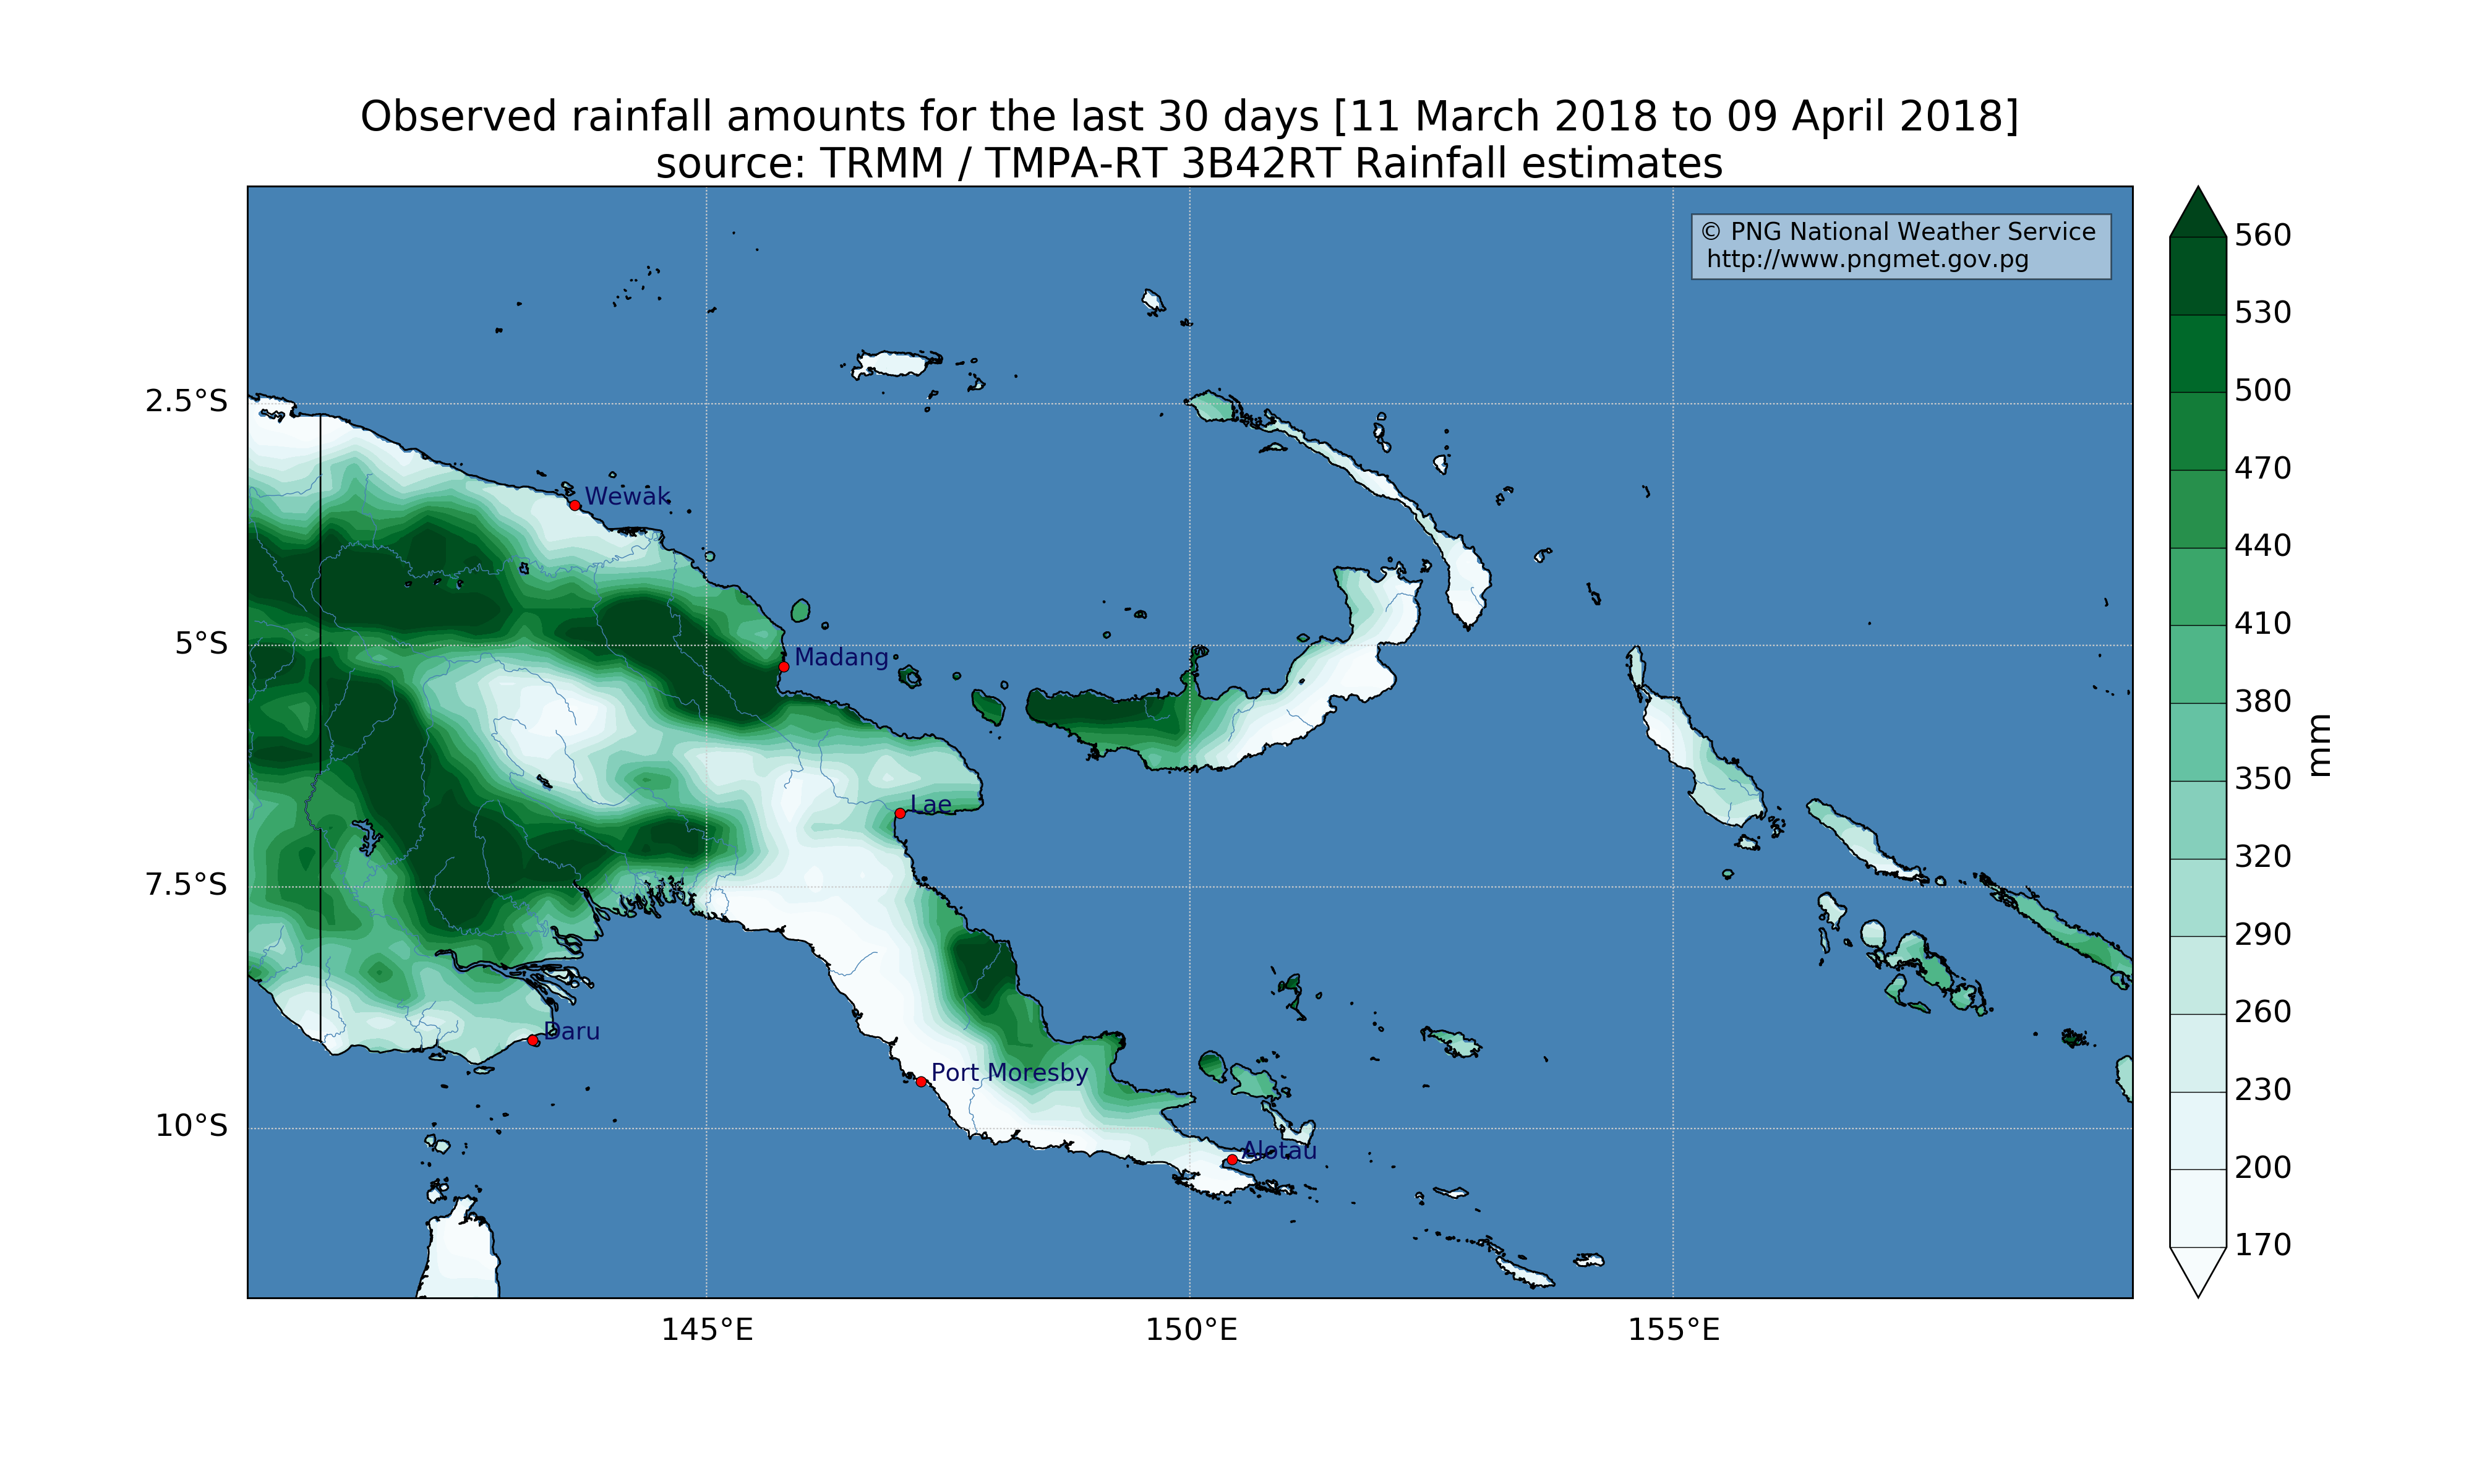 Observed rainfall amounts for the last 30 days [11 March 2018 to 09 April 2018]
source: TRMM / TMPA-RT 3B42RT Rainfall estimates
© PNG National Weather Service
http://www.pngmet.gov.pg
560
530
500
470
440
410
380
350
320
290
260
230
200
170
mm
2.5°S
5°S
7.5°S
10°S
Wewak
Madang
Lae
Daru
Port Moresby
Alotau
145°E
150°E
155°E